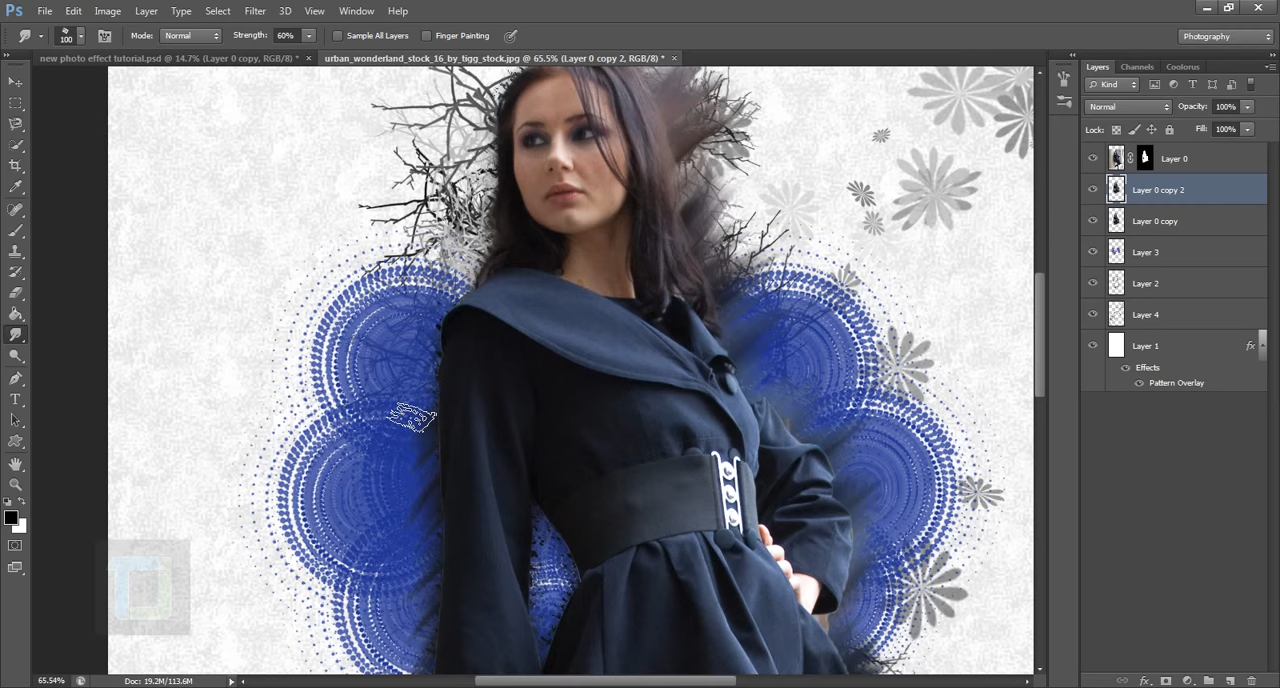 Ps File Edit Image Layer Type Select Filter 3D View Window Help
100 Mode: Normal Strength: 60% Sample All Layers Finger Painting Photography
new photo effect tutorial.psd @ 14.7% (Layer 0 copy, RGB/8) * × urban_wonderland_stock_16_by_tigg_stock.jpg @ 65.5% (Layer 0 copy 2, RGB/8) * ×
Layers Channels Coolorus
Kind
Normal Opacity: 100%
Lock: Fill: 100%
Layer 0
Layer 0 copy 2
Layer 0 copy
Layer 3
Layer 2
Layer 4
Layer 1 fx
Effects
Pattern Overlay
65.54% Doc: 19.2M/113.6M